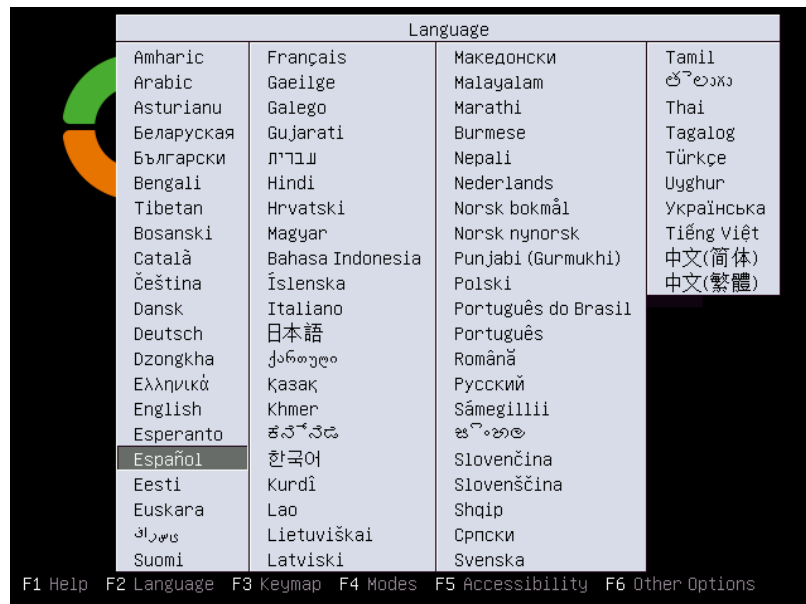 Language
Amharic
Arabic
Asturianu
Беларуская
Български
Bengali
Tibetan
Bosanski
Català
Čeština
Dansk
Deutsch
Dzongkha
Ελληνικά
English
Esperanto
Español
Eesti
Euskara
Suomi
Français
Gaeilge
Galego
Gujarati
עברית
Hindi
Hrvatski
Magyar
Bahasa Indonesia
Íslenska
Italiano
日本語
ქართული
Қазақ
Khmer
한국어
Kurdî
Lao
Lietuviškai
Latviski
Македонски
Malayalam
Marathi
Burmese
Nepali
Nederlands
Norsk bokmål
Norsk nynorsk
Punjabi (Gurmukhi)
Polski
Português do Brasil
Português
Română
Русский
Sámegillii
Slovenčina
Slovenščina
Shqip
Српски
Svenska
Tamil
Thai
Tagalog
Türkçe
Uyghur
Українська
Tiếng Việt
中文(简体)
中文(繁體)
F1 Help F2 Language F3 Keymap F4 Modes F5 Accessibility F6 Other Options